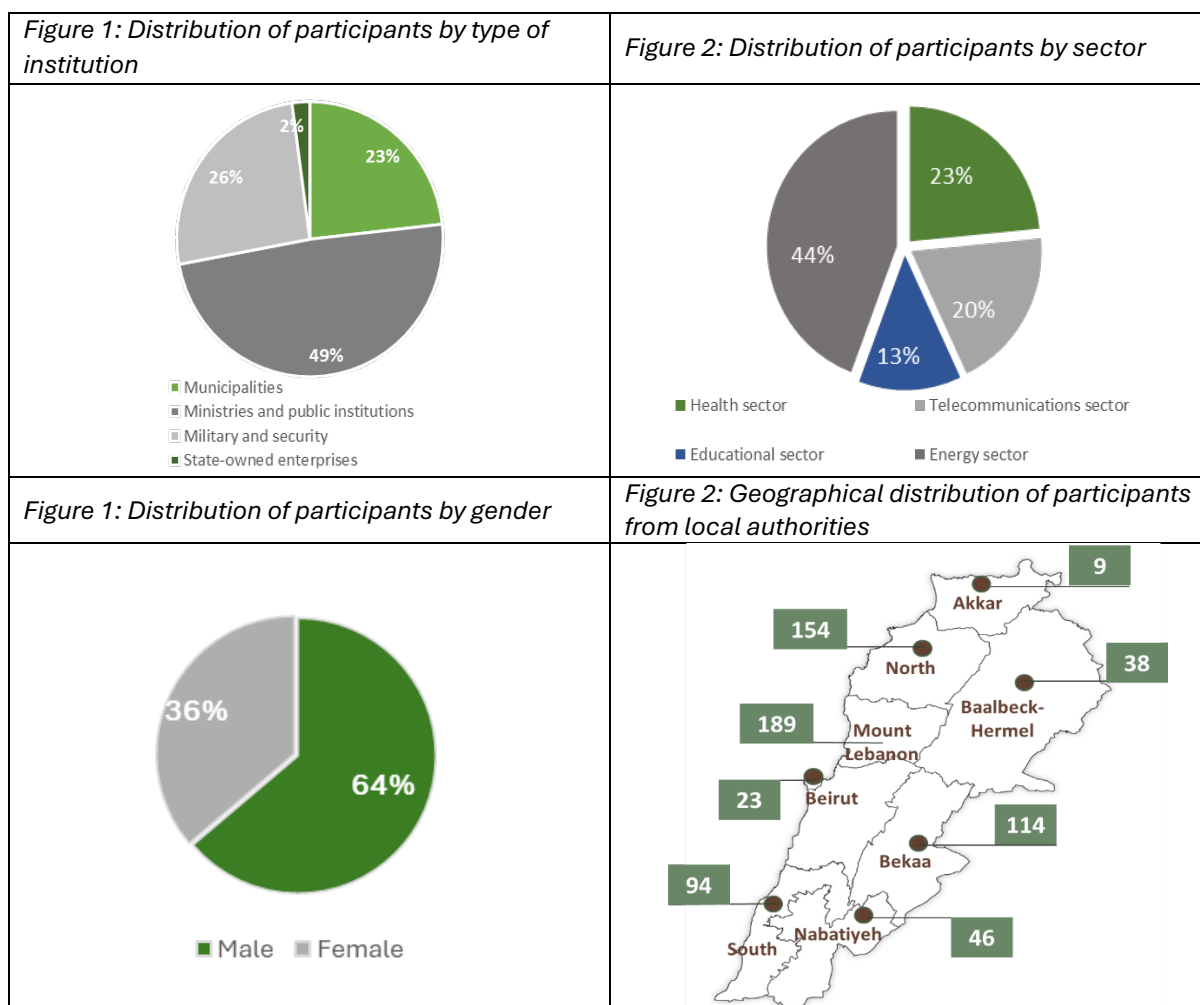 Figure 1: Distribution of participants by type of
institution
Figure 2: Distribution of participants by sector
2%
23%
26%
49%
Municipalities
Ministries and public institutions
Military and security
State-owned enterprises
23%
44%
20%
13%
Health sector
Telecommunications sector
Educational sector
Energy sector
Figure 1: Distribution of participants by gender
Figure 2: Geographical distribution of participants
from local authorities
36%
64%
Male
Female
9
Akkar
154
North
38
Baalbeck-
Hermel
189
Mount
Lebanon
23
Beirut
114
Bekaa
94
South
Nabatiyeh
46